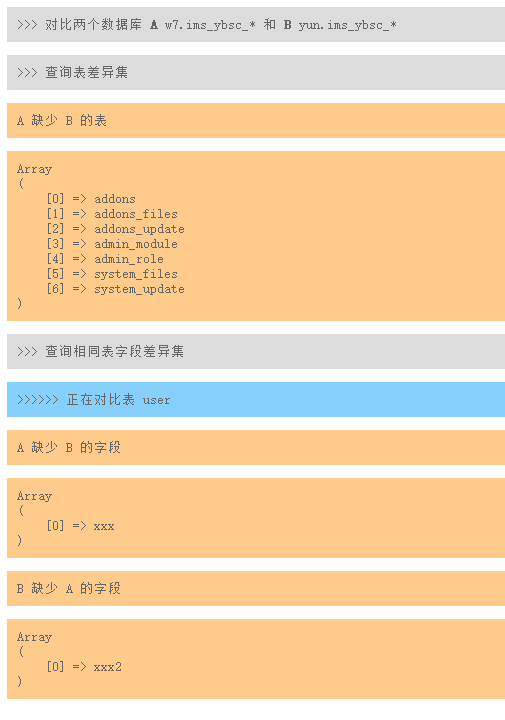 >>> 对比两个数据库 A w7.ims_ybsc_* 和 B yun.ims_ybsc_*
>>> 查询表差异集
A 缺少 B 的表
Array
(
    [0] => addons
    [1] => addons_files
    [2] => addons_update
    [3] => admin_module
    [4] => admin_role
    [5] => system_files
    [6] => system_update
)
>>> 查询相同表字段差异集
>>>>>> 正在对比表 user
A 缺少 B 的字段
Array
(
    [0] => xxx
)
B 缺少 A 的字段
Array
(
    [0] => xxx2
)